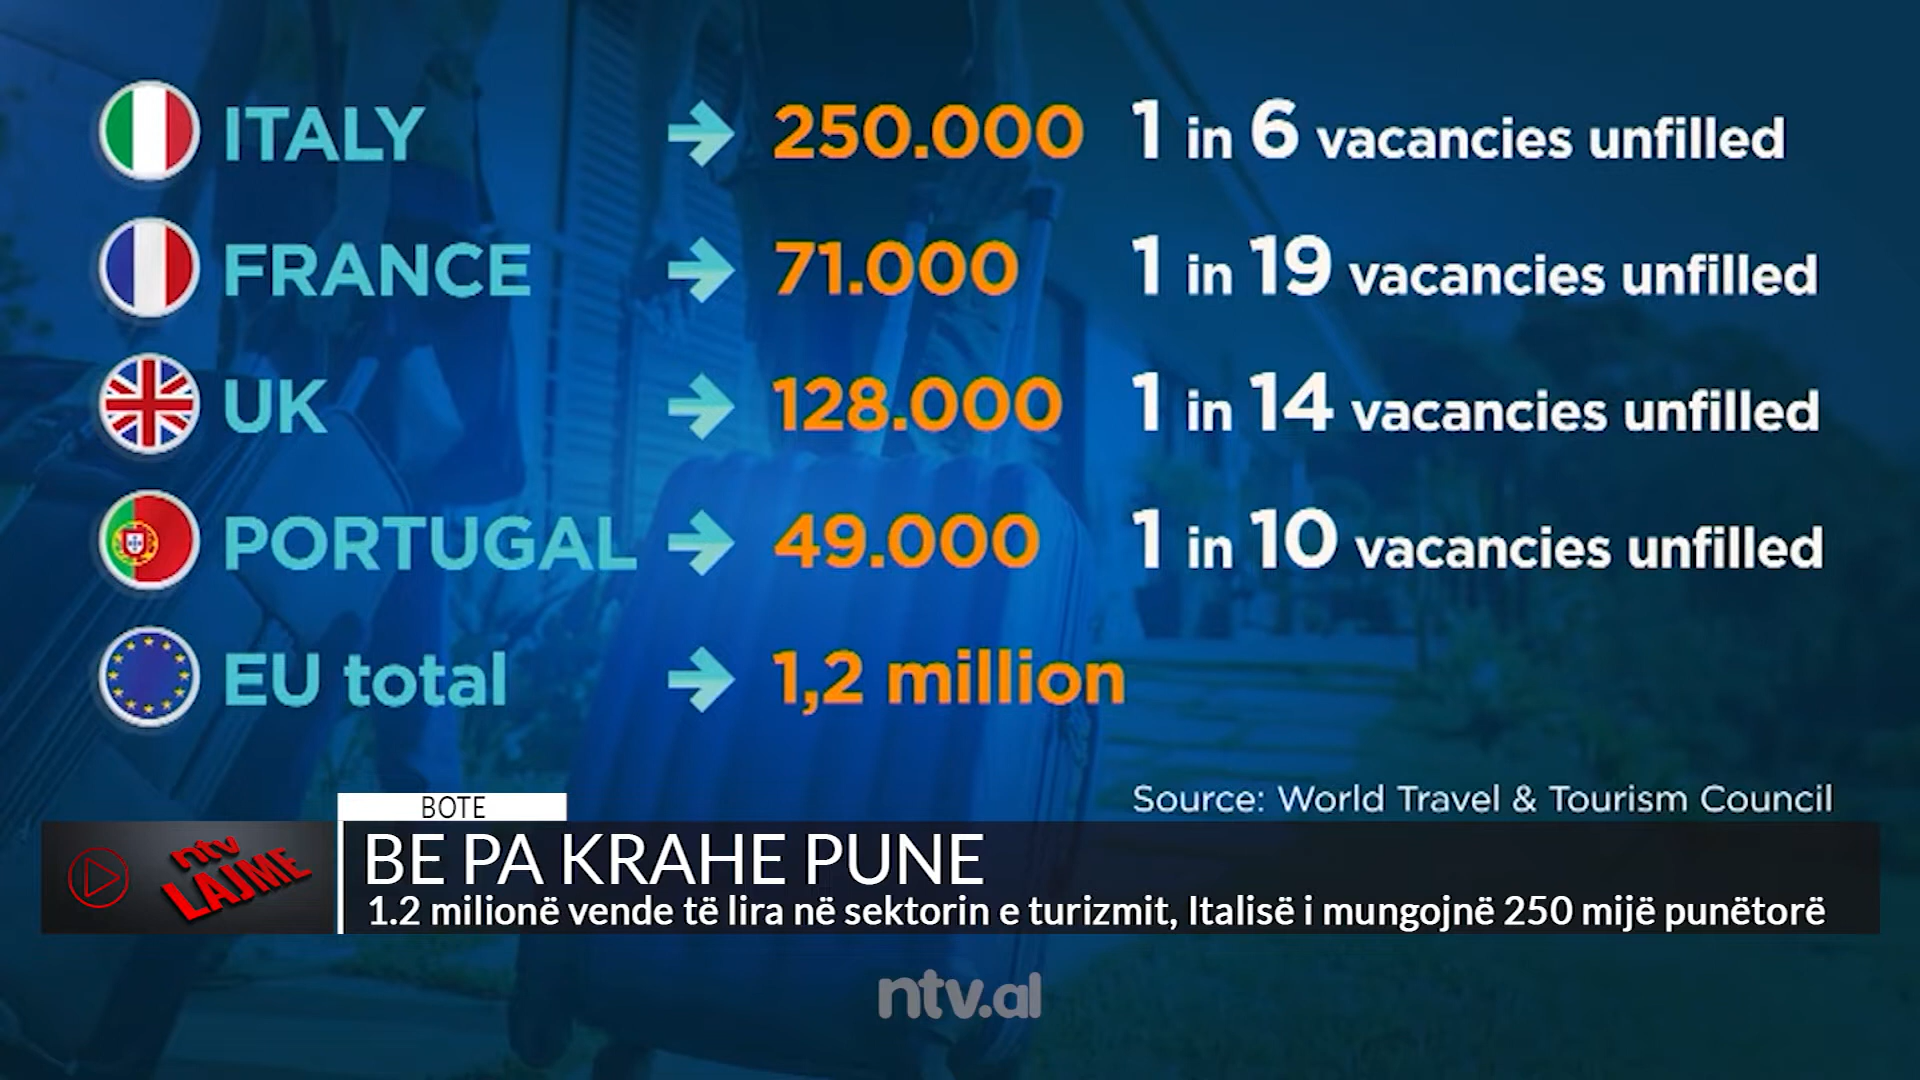 ITALY 250.000 1 in 6 vacancies unfilled
FRANCE 71.000 1 in 19 vacancies unfilled
UK 128.000 1 in 14 vacancies unfilled
PORTUGAL 49.000 1 in 10 vacancies unfilled
EU total 1,2 million
Source: World Travel & Tourism Council
BOTE
ntv
LAJME
BE PA KRAHE PUNE
1.2 milionë vende të lira në sektorin e turizmit, Italisë i mungojnë 250 mijë punëtorë
ntv.al